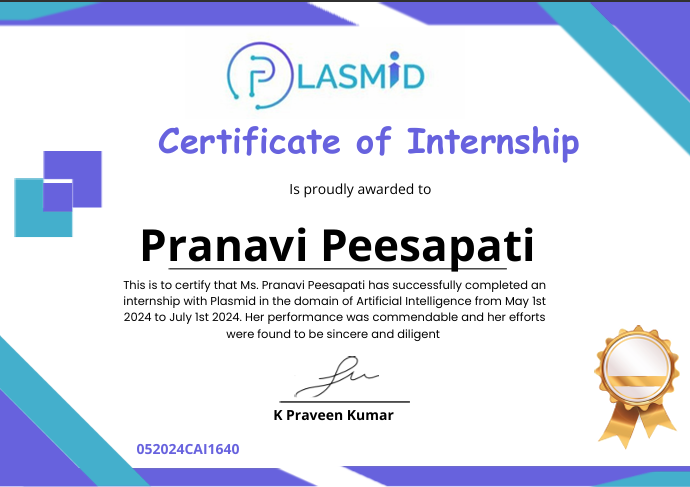 PLASMiD
Certificate of Internship
Is proudly awarded to
Pranavi Peesapati
This is to certify that Ms. Pranavi Peesapati has successfully completed an
internship with Plasmid in the domain of Artificial Intelligence from May 1st
2024 to July 1st 2024. Her performance was commendable and her efforts
were found to be sincere and diligent
K Praveen Kumar
052024CAI1640